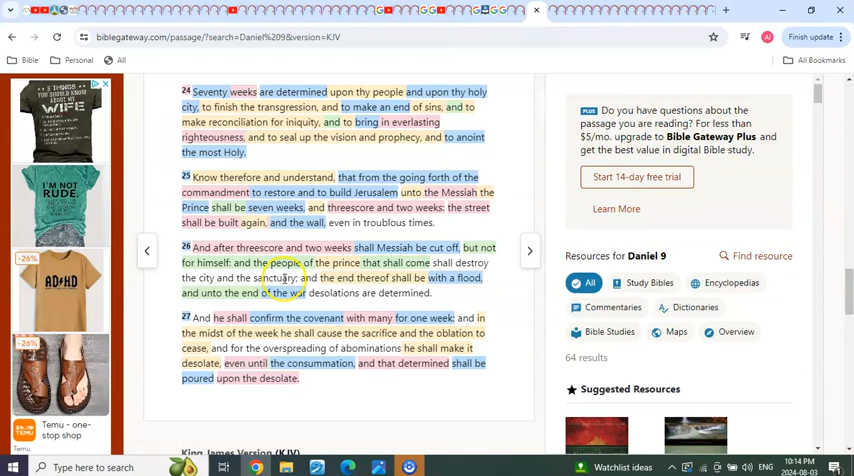 Finish update
biblegateway.com/passage/?search=Daniel%209&version=KJV
AI
Bible
Personal
All
All Bookmarks
5 THINGS
YOU SHOULD
KNOW ABOUT
MY
WIFE
I'M NOT
RUDE.
-26%
ADHD
-26%
Temu - one-
stop shop
Temu
24 Seventy weeks are determined upon thy people and upon thy holy
city, to finish the transgression, and to make an end of sins, and to
make reconciliation for iniquity, and to bring in everlasting
righteousness, and to seal up the vision and prophecy, and to anoint
the most Holy.
25 Know therefore and understand, that from the going forth of the
commandment to restore and to build Jerusalem unto the Messiah the
Prince shall be seven weeks, and threescore and two weeks: the street
shall be built again, and the wall, even in troublous times.
26 And after threescore and two weeks shall Messiah be cut off, but not
for himself: and the people of the prince that shall come shall destroy
the city and the sanctuary; and the end thereof shall be with a flood,
and unto the end of the war desolations are determined.
27 And he shall confirm the covenant with many for one week: and in
the midst of the week he shall cause the sacrifice and the oblation to
cease, and for the overspreading of abominations he shall make it
desolate, even until the consummation, and that determined shall be
poured upon the desolate.
King James Version (KJV)
PLUS Do you have questions about the
passage you are reading? For less than
$5/mo. upgrade to Bible Gateway Plus and
get the best value in digital Bible study.
Start 14-day free trial
Learn More
Resources for Daniel 9
Find resource
All
Study Bibles
Encyclopedias
Commentaries
Dictionaries
Bible Studies
Maps
Overview
64 results
Suggested Resources
Type here to search
Watchlist ideas
ENG
10:14 PM
2024-08-03